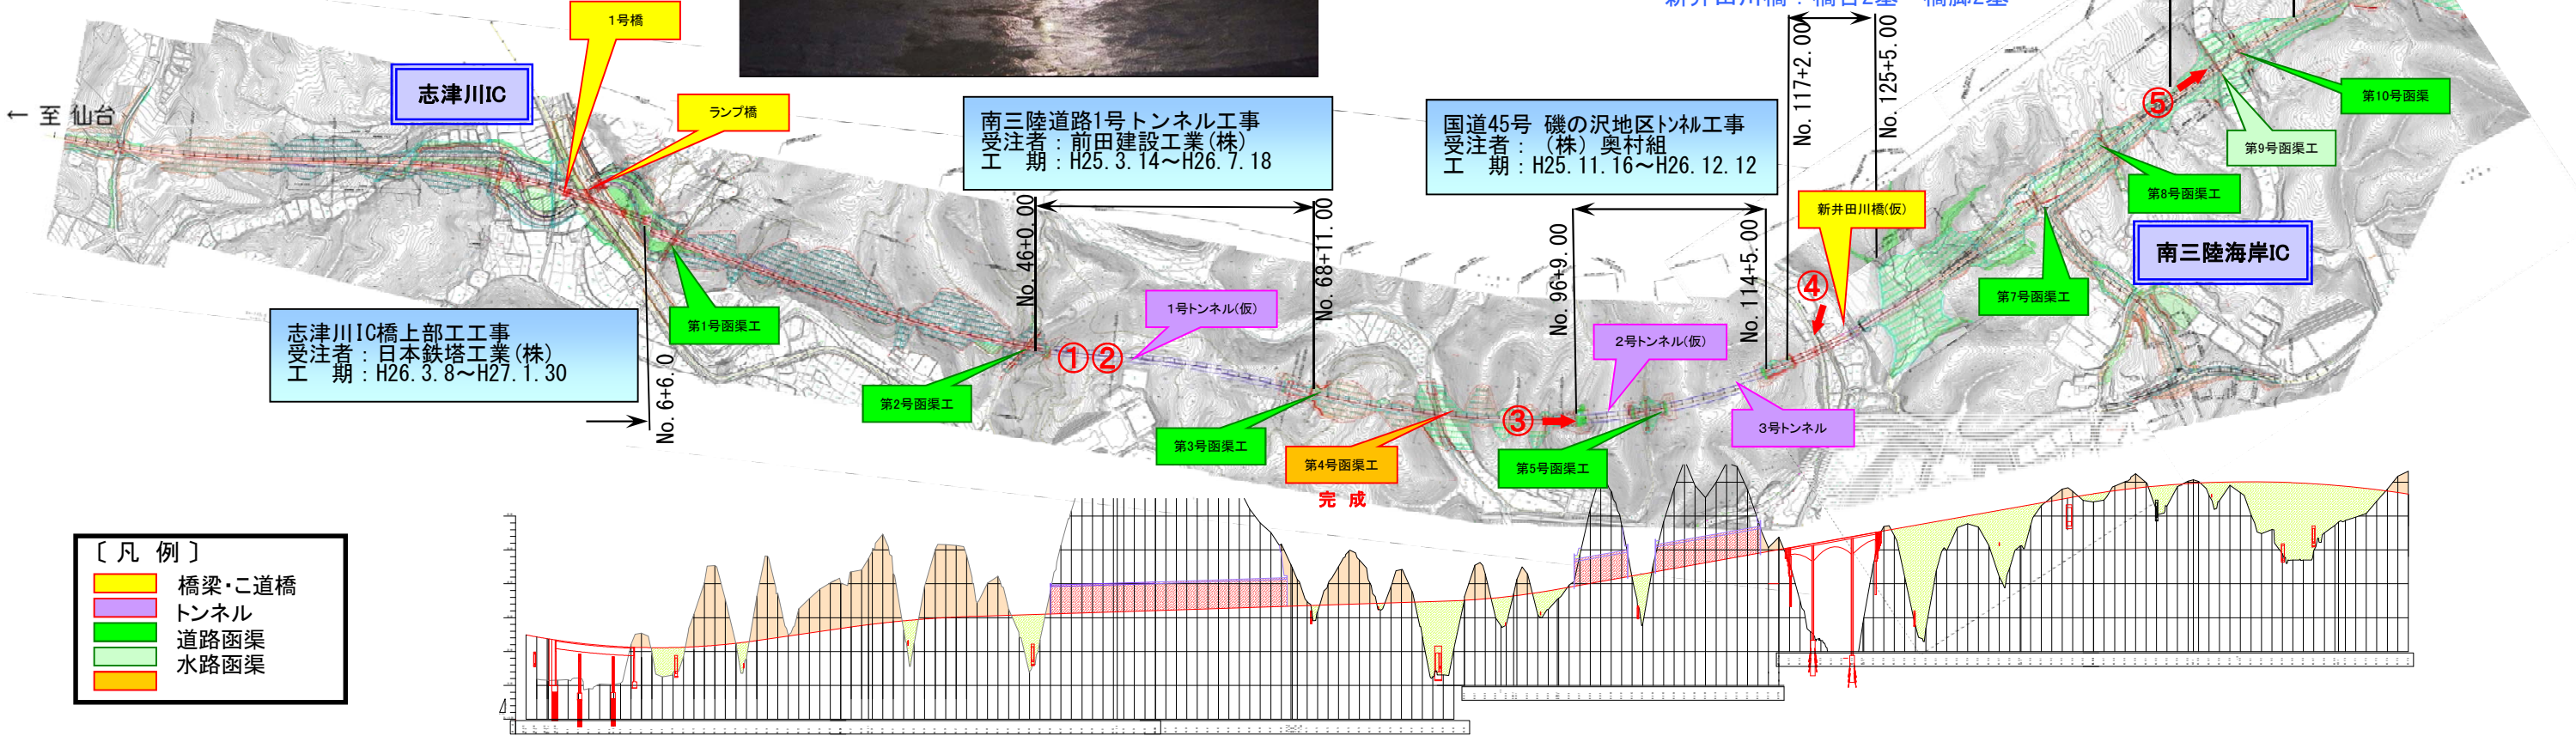 新井田川橋：橋台2基 橋脚2基
1号橋
志津川IC
← 至 仙台
ランプ橋
南三陸道路1号トンネル工事
受注者：前田建設工業(株)
工　期：H25.3.14～H26.7.18
国道45号 磯の沢地区トンネル工事
受注者：（株）奥村組
工　期：H25.11.16～H26.12.12
No.117+2.00
No.125+5.00
⑤
第10号函渠
第9号函渠工
第8号函渠工
新井田川橋(仮)
南三陸海岸IC
第7号函渠工
④
No.46+0.00
No.68+11.00
No.96+9.00
No.114+5.00
1号トンネル(仮)
2号トンネル(仮)
3号トンネル
第1号函渠工
志津川IC橋上部工工事
受注者：日本鉄塔工業(株)
工　期：H26.3.8～H27.1.30
No.6+6.0
①②
③
第2号函渠工
第3号函渠工
第4号函渠工
完 成
第5号函渠工
〔凡 例〕
橋梁・こ道橋
トンネル
道路函渠
水路函渠